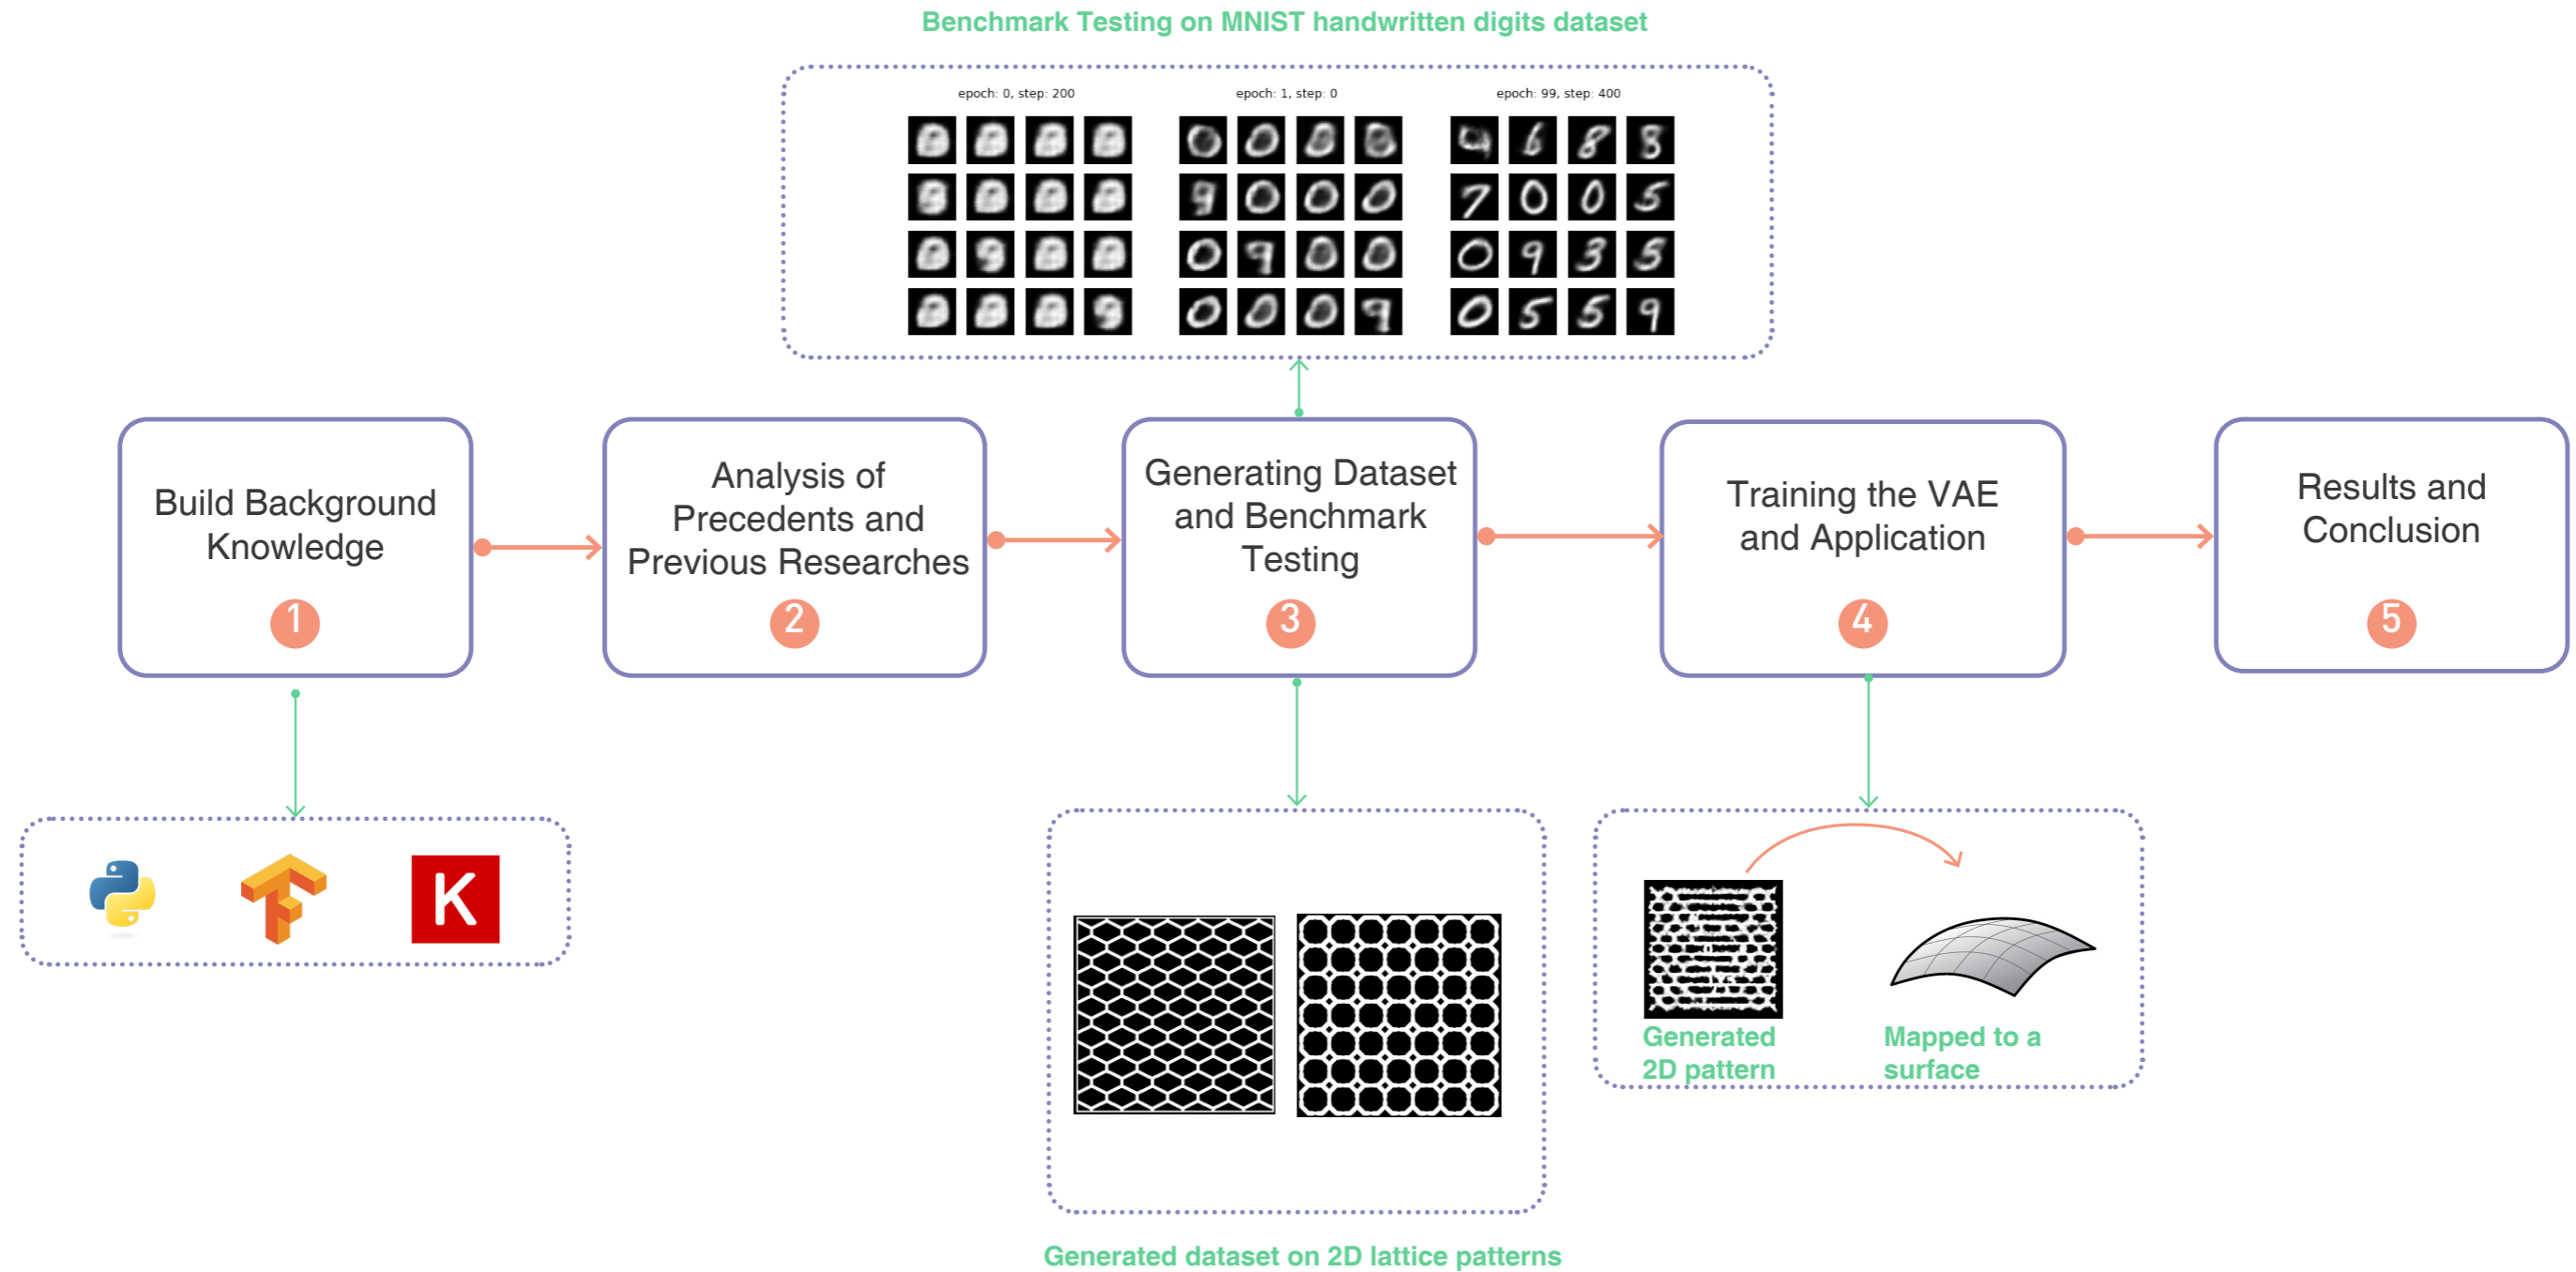 Benchmark Testing on MNIST handwritten digits dataset
epoch: 0, step: 200
epoch: 1, step: 0
epoch: 99, step: 400
Build Background
Knowledge
1
Analysis of
Precedents and
Previous Researches
2
Generating Dataset
and Benchmark
Testing
3
Training the VAE
and Application
4
Results and
Conclusion
5
K
Generated
2D pattern
Mapped to a
surface
Generated dataset on 2D lattice patterns